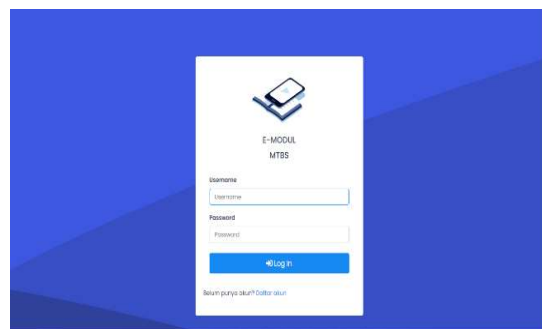 E-MODUL
MTBS
Username
Username
Password
Password
Log In
Belum punya akun? Daftar akun